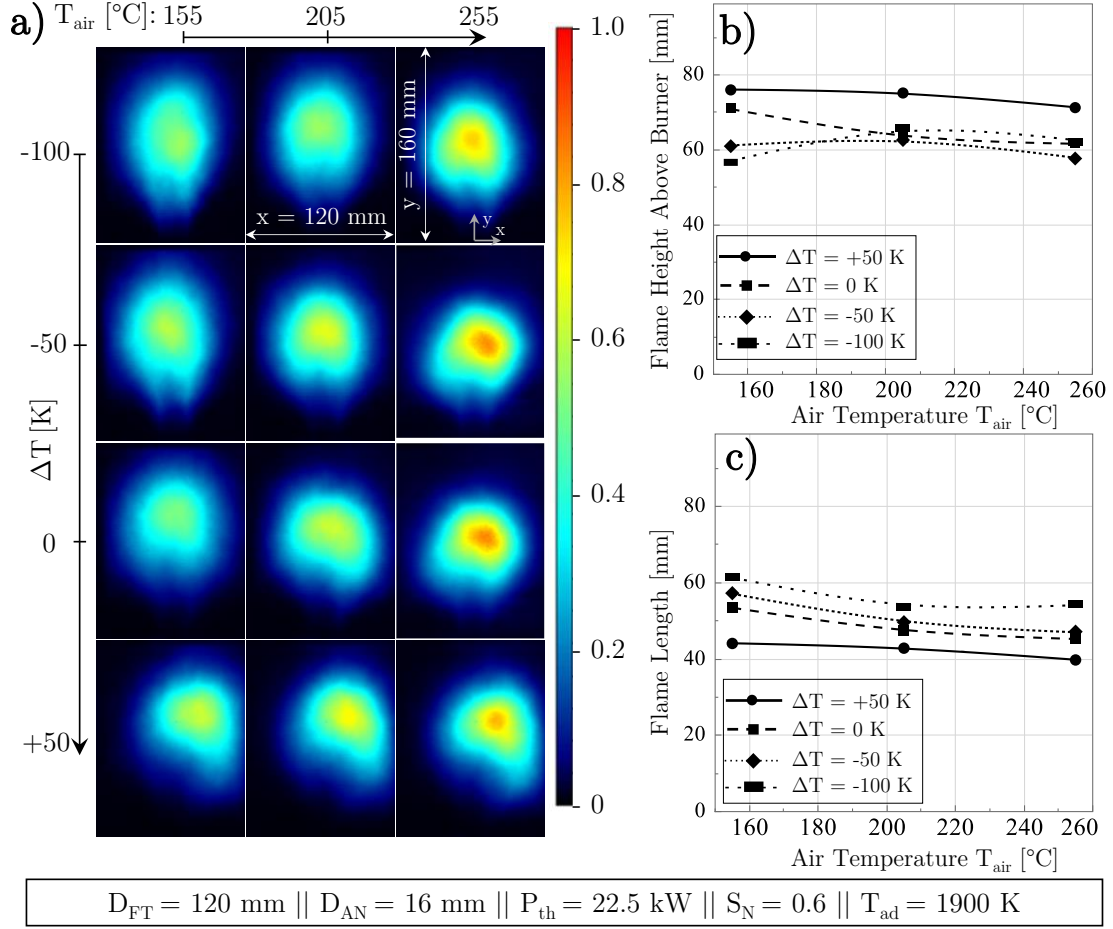 a) T_air [°C]: 155 205 255
-100
-50
0
+50
ΔT [K]
x = 120 mm
y = 160 mm
y
x
1.0
0.8
0.6
0.4
0.2
0
b)
Flame Height Above Burner [mm]
80
60
40
20
0
ΔT = +50 K
ΔT = 0 K
ΔT = -50 K
ΔT = -100 K
160 180 200 220 240 260
Air Temperature T_air [°C]
c)
Flame Length [mm]
80
60
40
20
0
ΔT = +50 K
ΔT = 0 K
ΔT = -50 K
ΔT = -100 K
160 180 200 220 240 260
Air Temperature T_air [°C]
D_FT = 120 mm || D_AN = 16 mm || P_th = 22.5 kW || S_N = 0.6 || T_ad = 1900 K